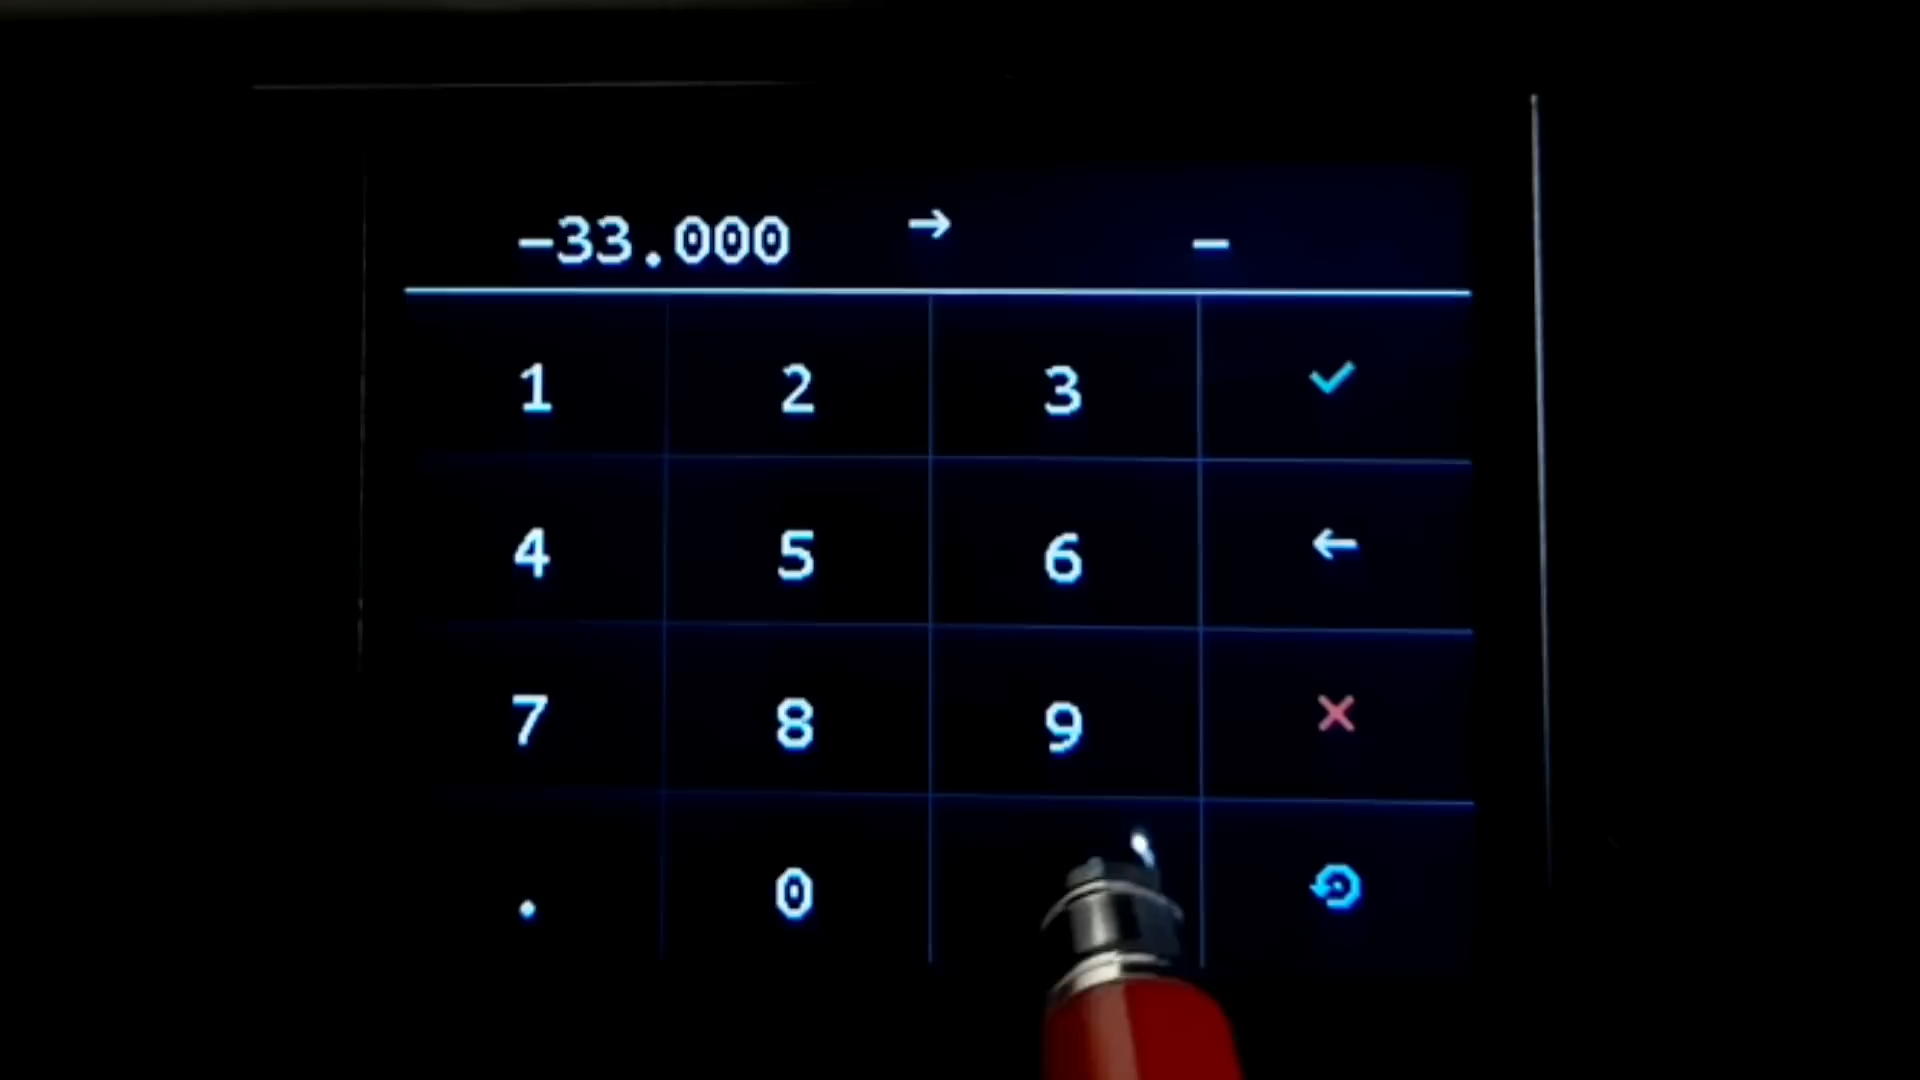 -33.000 → -
1 2 3 ✓
4 5 6 ←
7 8 9 ×
. 0